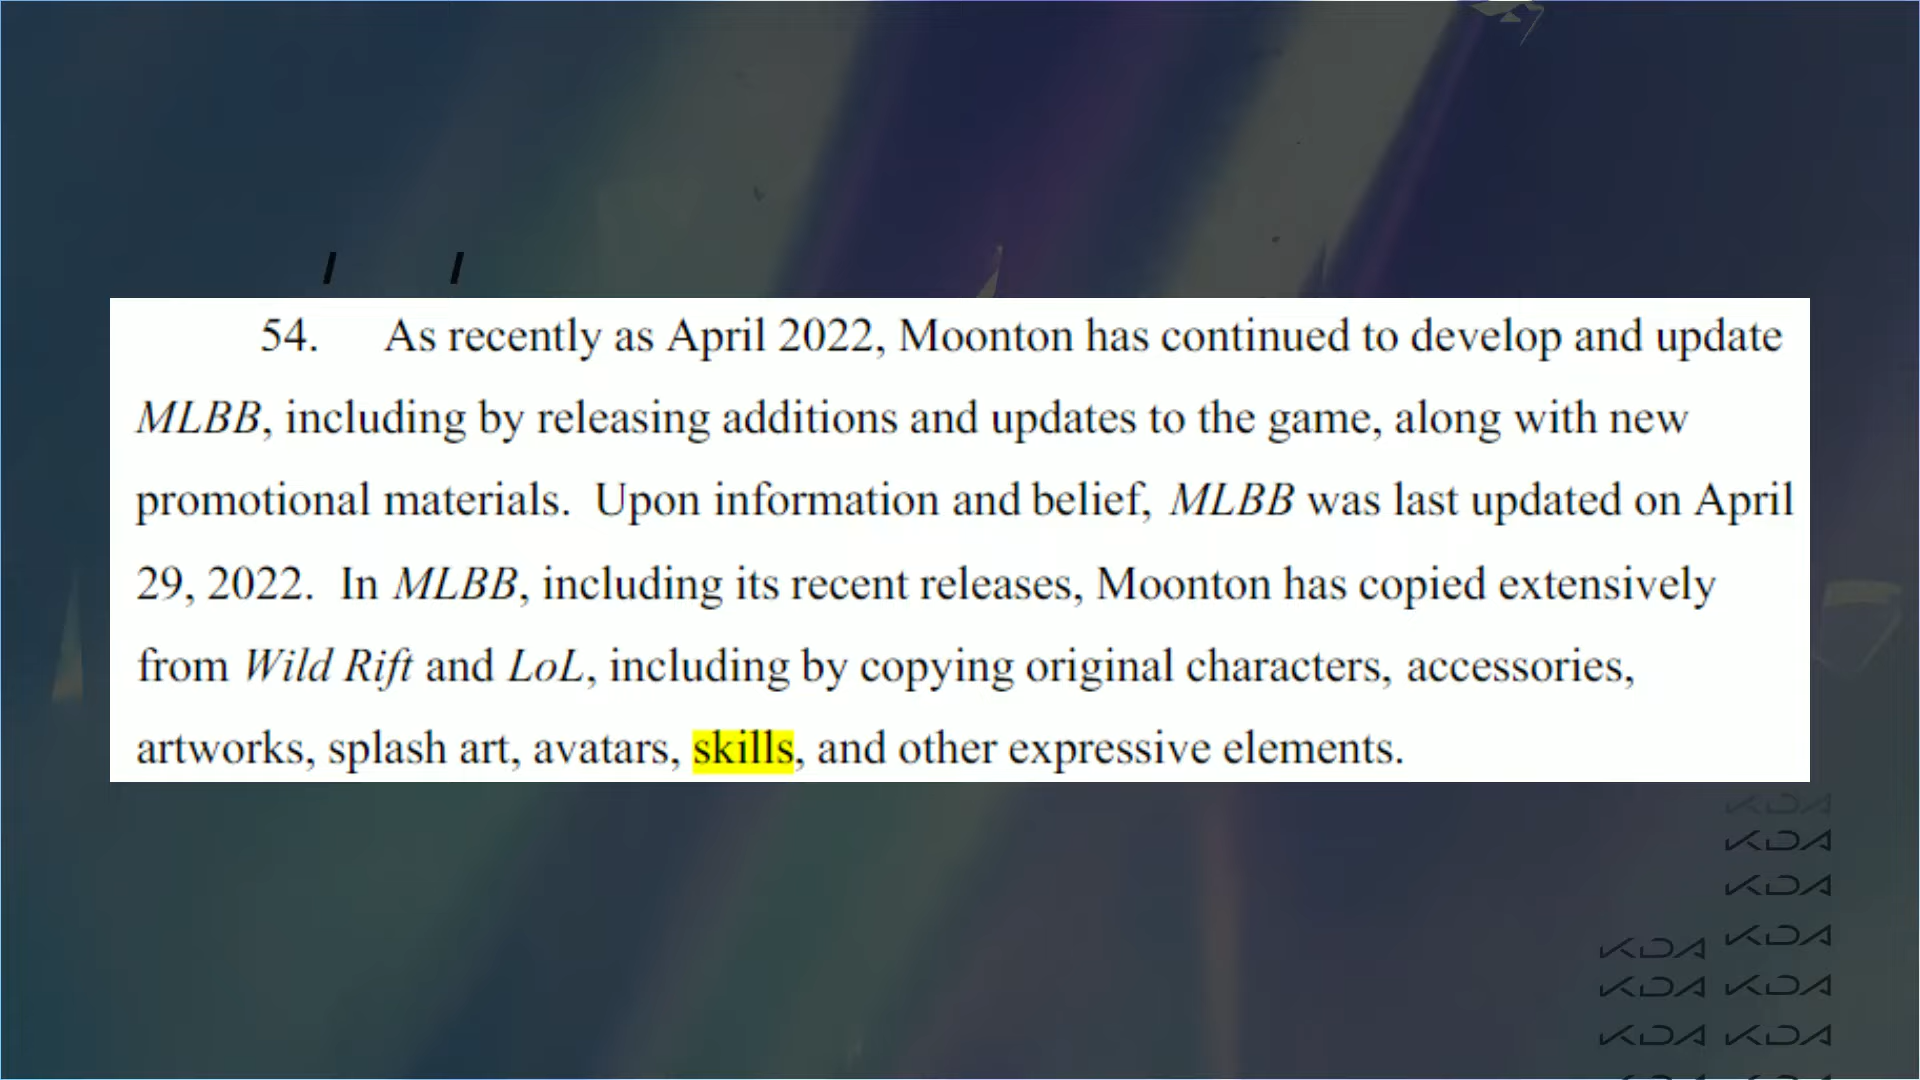 54. As recently as April 2022, Moonton has continued to develop and update
MLBB, including by releasing additions and updates to the game, along with new
promotional materials. Upon information and belief, MLBB was last updated on April
29, 2022. In MLBB, including its recent releases, Moonton has copied extensively
from Wild Rift and LoL, including by copying original characters, accessories,
artworks, splash art, avatars, skills, and other expressive elements.
KDA
KDA
KDA
KDA KDA
KDA KDA
KDA KDA